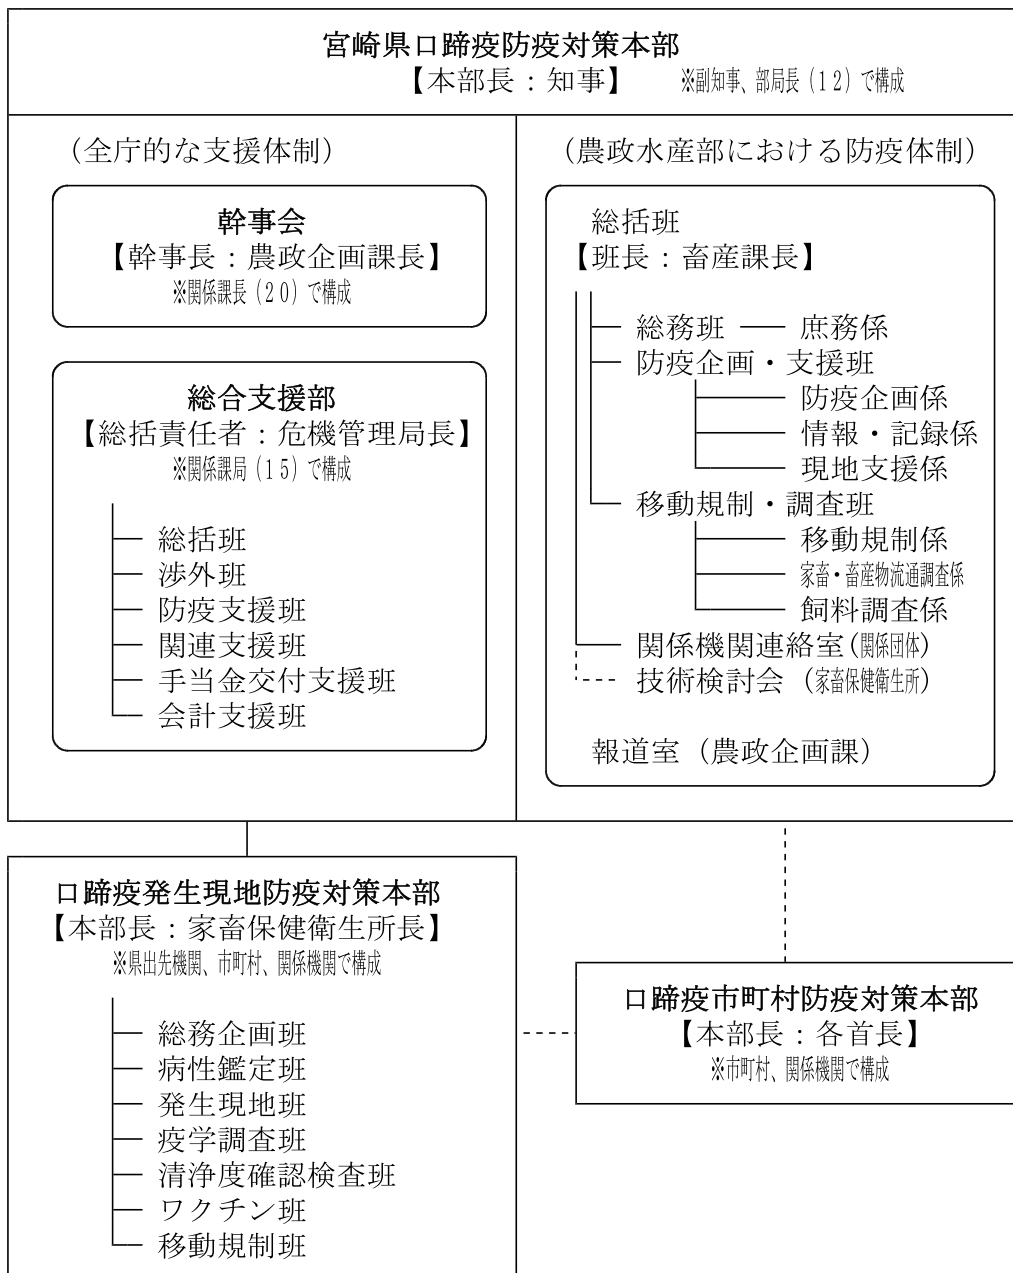 宮崎県口蹄疫防疫対策本部
【本部長：知事】 ※副知事、部局長（12）で構成
（全庁的な支援体制）
幹事会
【幹事長：農政企画課長】
※関係課長（20）で構成
総合支援部
【総括責任者：危機管理局長】
※関係課局（15）で構成
総括班
渉外班
防疫支援班
関連支援班
手当金交付支援班
会計支援班
（農政水産部における防疫体制）
総括班
【班長：畜産課長】
総務班 庶務係
防疫企画・支援班
防疫企画係
情報・記録係
現地支援係
移動規制・調査班
移動規制係
家畜・畜産物流通調査係
飼料調査係
関係機関連絡室（関係団体）
技術検討会（家畜保健衛生所）
報道室（農政企画課）
口蹄疫発生現地防疫対策本部
【本部長：家畜保健衛生所長】
※県出先機関、市町村、関係機関で構成
総務企画班
病性鑑定班
発生現地班
疫学調査班
清浄度確認検査班
ワクチン班
移動規制班
口蹄疫市町村防疫対策本部
【本部長：各首長】
※市町村、関係機関で構成